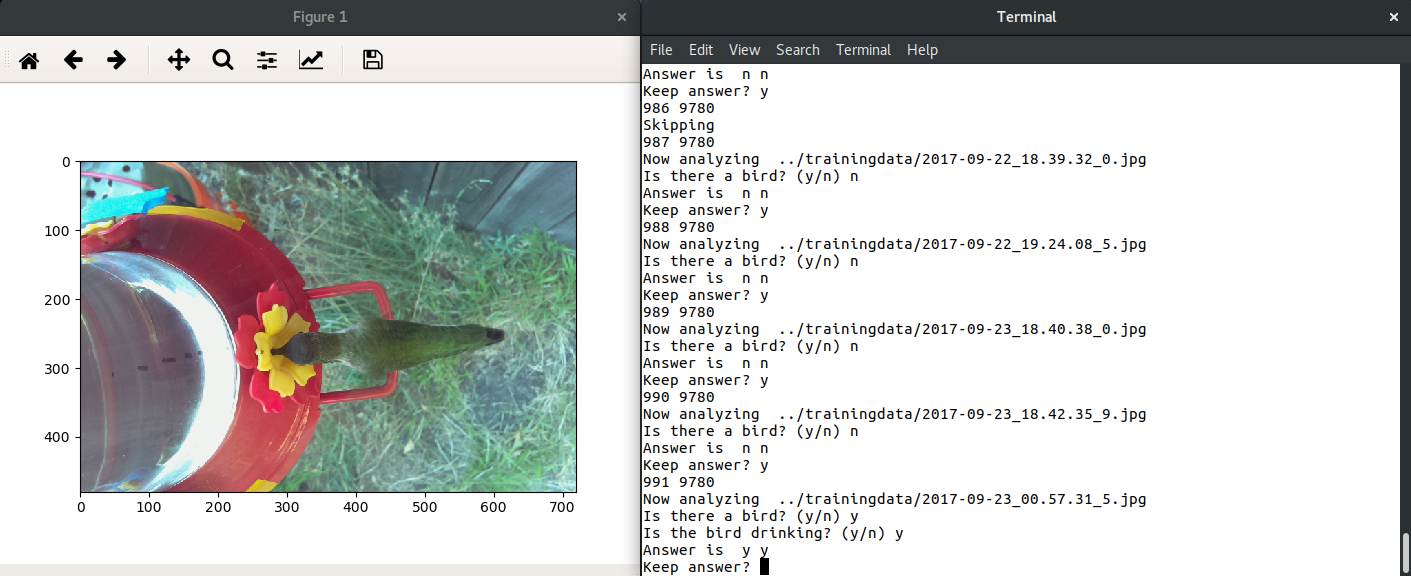 Figure 1
×
0
100
200
300
400
0 100 200 300 400 500 600 700
Terminal
×
File Edit View Search Terminal Help
Answer is  n n
Keep answer? y
986 9780
Skipping
987 9780
Now analyzing  ../trainingdata/2017-09-22_18.39.32_0.jpg
Is there a bird? (y/n) n
Answer is  n n
Keep answer? y
988 9780
Now analyzing  ../trainingdata/2017-09-22_19.24.08_5.jpg
Is there a bird? (y/n) n
Answer is  n n
Keep answer? y
989 9780
Now analyzing  ../trainingdata/2017-09-23_18.40.38_0.jpg
Is there a bird? (y/n) n
Answer is  n n
Keep answer? y
990 9780
Now analyzing  ../trainingdata/2017-09-23_18.42.35_9.jpg
Is there a bird? (y/n) n
Answer is  n n
Keep answer? y
991 9780
Now analyzing  ../trainingdata/2017-09-23_00.57.31_5.jpg
Is there a bird? (y/n) y
Is the bird drinking? (y/n) y
Answer is  y y
Keep answer?